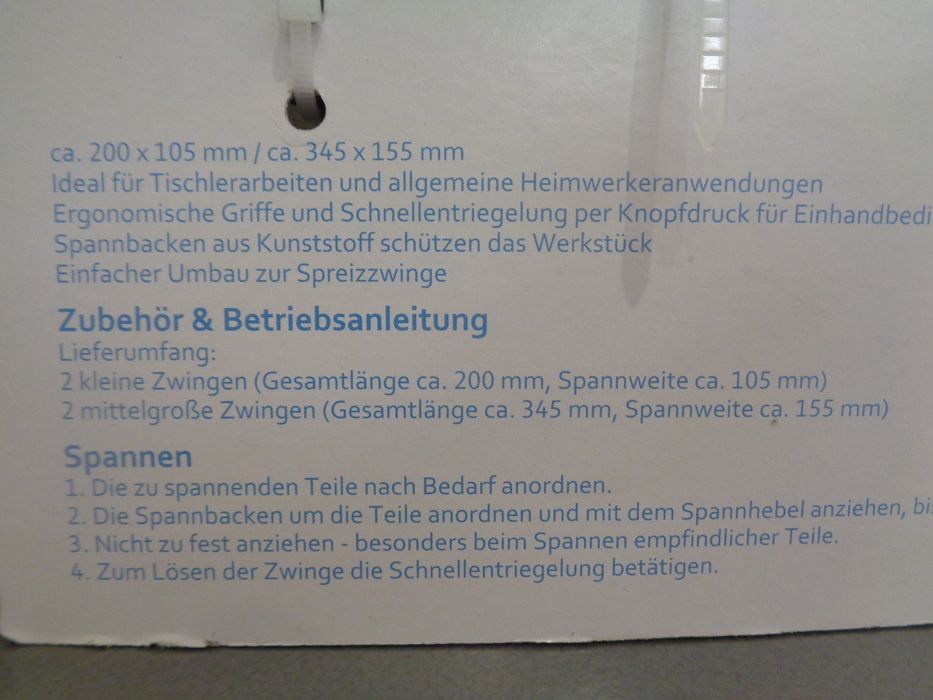 ca. 200 x 105 mm / ca. 345 x 155 mm
Ideal für Tischlerarbeiten und allgemeine Heimwerkeranwendungen
Ergonomische Griffe und Schnellentriegelung per Knopfdruck für
Spannbacken aus Kunststoff schützen das Werkstück
Einfacher Umbau zur Spreizzwinge
Zubehör & Betriebsanleitung
Lieferumfang:
2 kleine Zwingen (Gesamtlänge ca. 200 mm, Spannweite ca. 105 mm)
2 mittelgroße Zwingen (Gesamtlänge ca. 345 mm, Spannweite ca. 155 mm)
Spannen
1. Die zu spannenden Teile nach Bedarf anordnen.
2. Die Spannbacken um die Teile anordnen und mit dem Spannhebel anziehen,
3. Nicht zu fest anziehen - besonders beim Spannen empfindlicher Teile.
4. Zum Lösen der Zwinge die Schnellentriegelung betätigen.